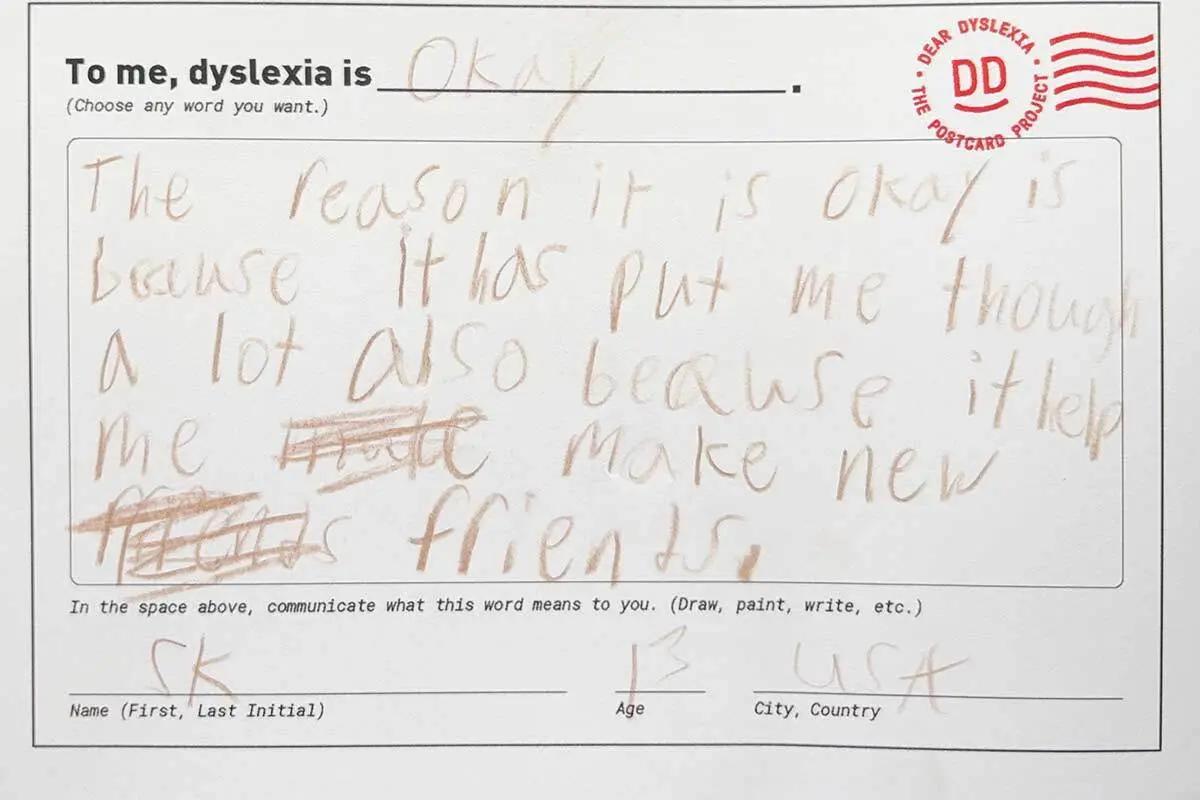 To me, dyslexia is Okay.
(Choose any word you want.)
DEAR DYSLEXIA • THE POSTCARD PROJECT •
DD
The reason it is okay is
because it has put me though
a lot also beacause it help
me make new
friends.
In the space above, communicate what this word means to you. (Draw, paint, write, etc.)
SK 13 USA
Name (First, Last Initial) Age City, Country